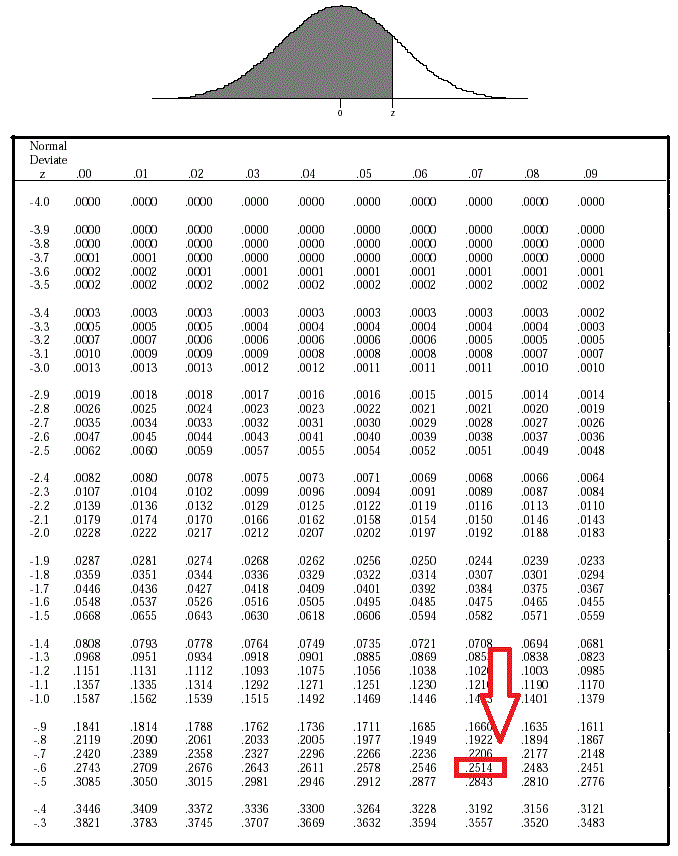 0 z
Normal
Deviate
z .00 .01 .02 .03 .04 .05 .06 .07 .08 .09
-4.0 .0000 .0000 .0000 .0000 .0000 .0000 .0000 .0000 .0000 .0000
-3.9 .0000 .0000 .0000 .0000 .0000 .0000 .0000 .0000 .0000 .0000
-3.8 .0000 .0000 .0000 .0000 .0000 .0000 .0000 .0000 .0000 .0000
-3.7 .0001 .0001 .0000 .0000 .0000 .0000 .0000 .0000 .0000 .0000
-3.6 .0002 .0002 .0001 .0001 .0001 .0001 .0001 .0001 .0001 .0001
-3.5 .0002 .0002 .0002 .0002 .0002 .0002 .0002 .0002 .0002 .0002
-3.4 .0003 .0003 .0003 .0003 .0003 .0003 .0003 .0003 .0003 .0002
-3.3 .0005 .0005 .0005 .0004 .0004 .0004 .0004 .0004 .0004 .0003
-3.2 .0007 .0007 .0006 .0006 .0006 .0006 .0006 .0005 .0005 .0005
-3.1 .0010 .0009 .0009 .0009 .0008 .0008 .0008 .0008 .0007 .0007
-3.0 .0013 .0013 .0013 .0012 .0012 .0011 .0011 .0011 .0010 .0010
-2.9 .0019 .0018 .0018 .0017 .0016 .0016 .0015 .0015 .0014 .0014
-2.8 .0026 .0025 .0024 .0023 .0023 .0022 .0021 .0021 .0020 .0019
-2.7 .0035 .0034 .0033 .0032 .0031 .0030 .0029 .0028 .0027 .0026
-2.6 .0047 .0045 .0044 .0043 .0041 .0040 .0039 .0038 .0037 .0036
-2.5 .0062 .0060 .0059 .0057 .0055 .0054 .0052 .0051 .0049 .0048
-2.4 .0082 .0080 .0078 .0075 .0073 .0071 .0069 .0068 .0066 .0064
-2.3 .0107 .0104 .0102 .0099 .0096 .0094 .0091 .0089 .0087 .0084
-2.2 .0139 .0136 .0132 .0129 .0125 .0122 .0119 .0116 .0113 .0110
-2.1 .0179 .0174 .0170 .0166 .0162 .0158 .0154 .0150 .0146 .0143
-2.0 .0228 .0222 .0217 .0212 .0207 .0202 .0197 .0192 .0188 .0183
-1.9 .0287 .0281 .0274 .0268 .0262 .0256 .0250 .0244 .0239 .0233
-1.8 .0359 .0351 .0344 .0336 .0329 .0322 .0314 .0307 .0301 .0294
-1.7 .0446 .0436 .0427 .0418 .0409 .0401 .0392 .0384 .0375 .0367
-1.6 .0548 .0537 .0526 .0516 .0505 .0495 .0485 .0475 .0465 .0455
-1.5 .0668 .0655 .0643 .0630 .0618 .0606 .0594 .0582 .0571 .0559
-1.4 .0808 .0793 .0778 .0764 .0749 .0735 .0721 .0708 .0694 .0681
-1.3 .0968 .0951 .0934 .0918 .0901 .0885 .0869 .0838 .0823
-1.2 .1151 .1131 .1112 .1093 .1075 .1056 .1038 .1003 .0985
-1.1 .1357 .1335 .1314 .1292 .1271 .1251 .1230 .1190 .1170
-1.0 .1587 .1562 .1539 .1515 .1492 .1469 .1446 .1401 .1379
-.9 .1841 .1814 .1788 .1762 .1736 .1711 .1685 .1660 .1635 .1611
-.8 .2119 .2090 .2061 .2033 .2005 .1977 .1949 .1922 .1894 .1867
-.7 .2420 .2389 .2358 .2327 .2296 .2266 .2236 .2206 .2177 .2148
-.6 .2743 .2709 .2676 .2643 .2611 .2578 .2546 .2514 .2483 .2451
-.5 .3085 .3050 .3015 .2981 .2946 .2912 .2877 .2843 .2810 .2776
-.4 .3446 .3409 .3372 .3336 .3300 .3264 .3228 .3192 .3156 .3121
-.3 .3821 .3783 .3745 .3707 .3669 .3632 .3594 .3557 .3520 .3483